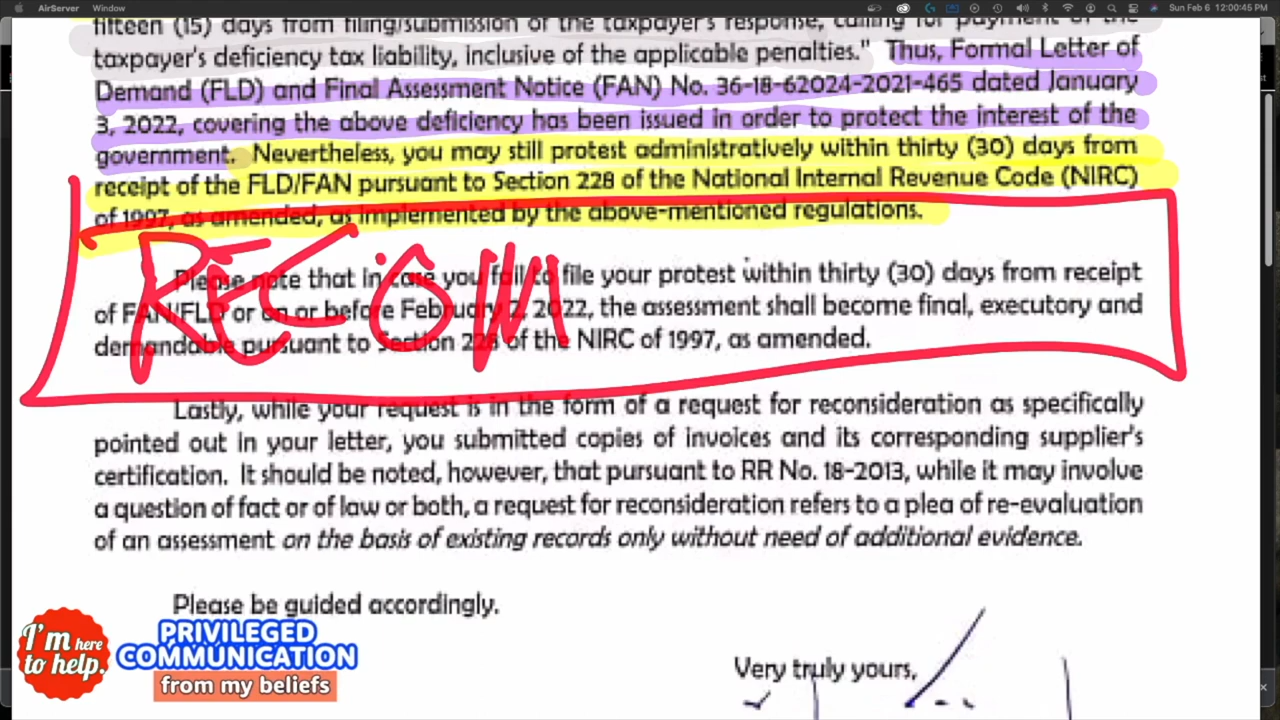 AirServer Window Sun Feb 6 12:00:45 PM
fifteen (15) days from filing/submission of the taxpayer's response, calling for payment of the
taxpayer's deficiency tax liability, inclusive of the applicable penalties." Thus, Formal Letter of
Demand (FLD) and Final Assessment Notice (FAN) No. 36-18-62024-2021-465 dated January
3, 2022, covering the above deficiency has been issued in order to protect the interest of the
government. Nevertheless, you may still protest administratively within thirty (30) days from
receipt of the FLD/FAN pursuant to Section 228 of the National Internal Revenue Code (NIRC)
of 1997, as amended, as implemented by the above-mentioned regulations.
RECOM
Please note that in case you fail to file your protest within thirty (30) days from receipt
of FAN/FLD or on or before February 2, 2022, the assessment shall become final, executory and
demandable pursuant to Section 228 of the NIRC of 1997, as amended.
Lastly, while your request is in the form of a request for reconsideration as specifically
pointed out in your letter, you submitted copies of invoices and its corresponding supplier's
certification. It should be noted, however, that pursuant to RR No. 18-2013, while it may involve
a question of fact or of law or both, a request for reconsideration refers to a plea of re-evaluation
of an assessment on the basis of existing records only without need of additional evidence.
Please be guided accordingly.
I'm here
to help.
PRIVILEGED
COMMUNICATION
from my beliefs
Very truly yours,